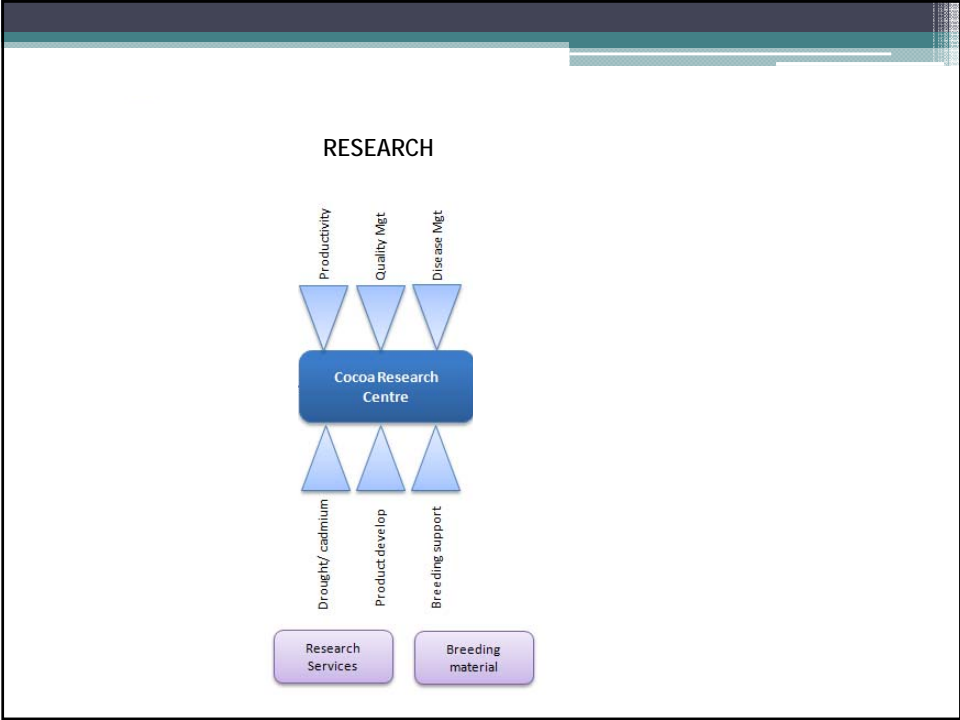 RESEARCH
Productivity
Quality Mgt
Disease Mgt
Cocoa Research
Centre
Drought/ cadmium
Product develop
Breeding support
Research
Services
Breeding
material